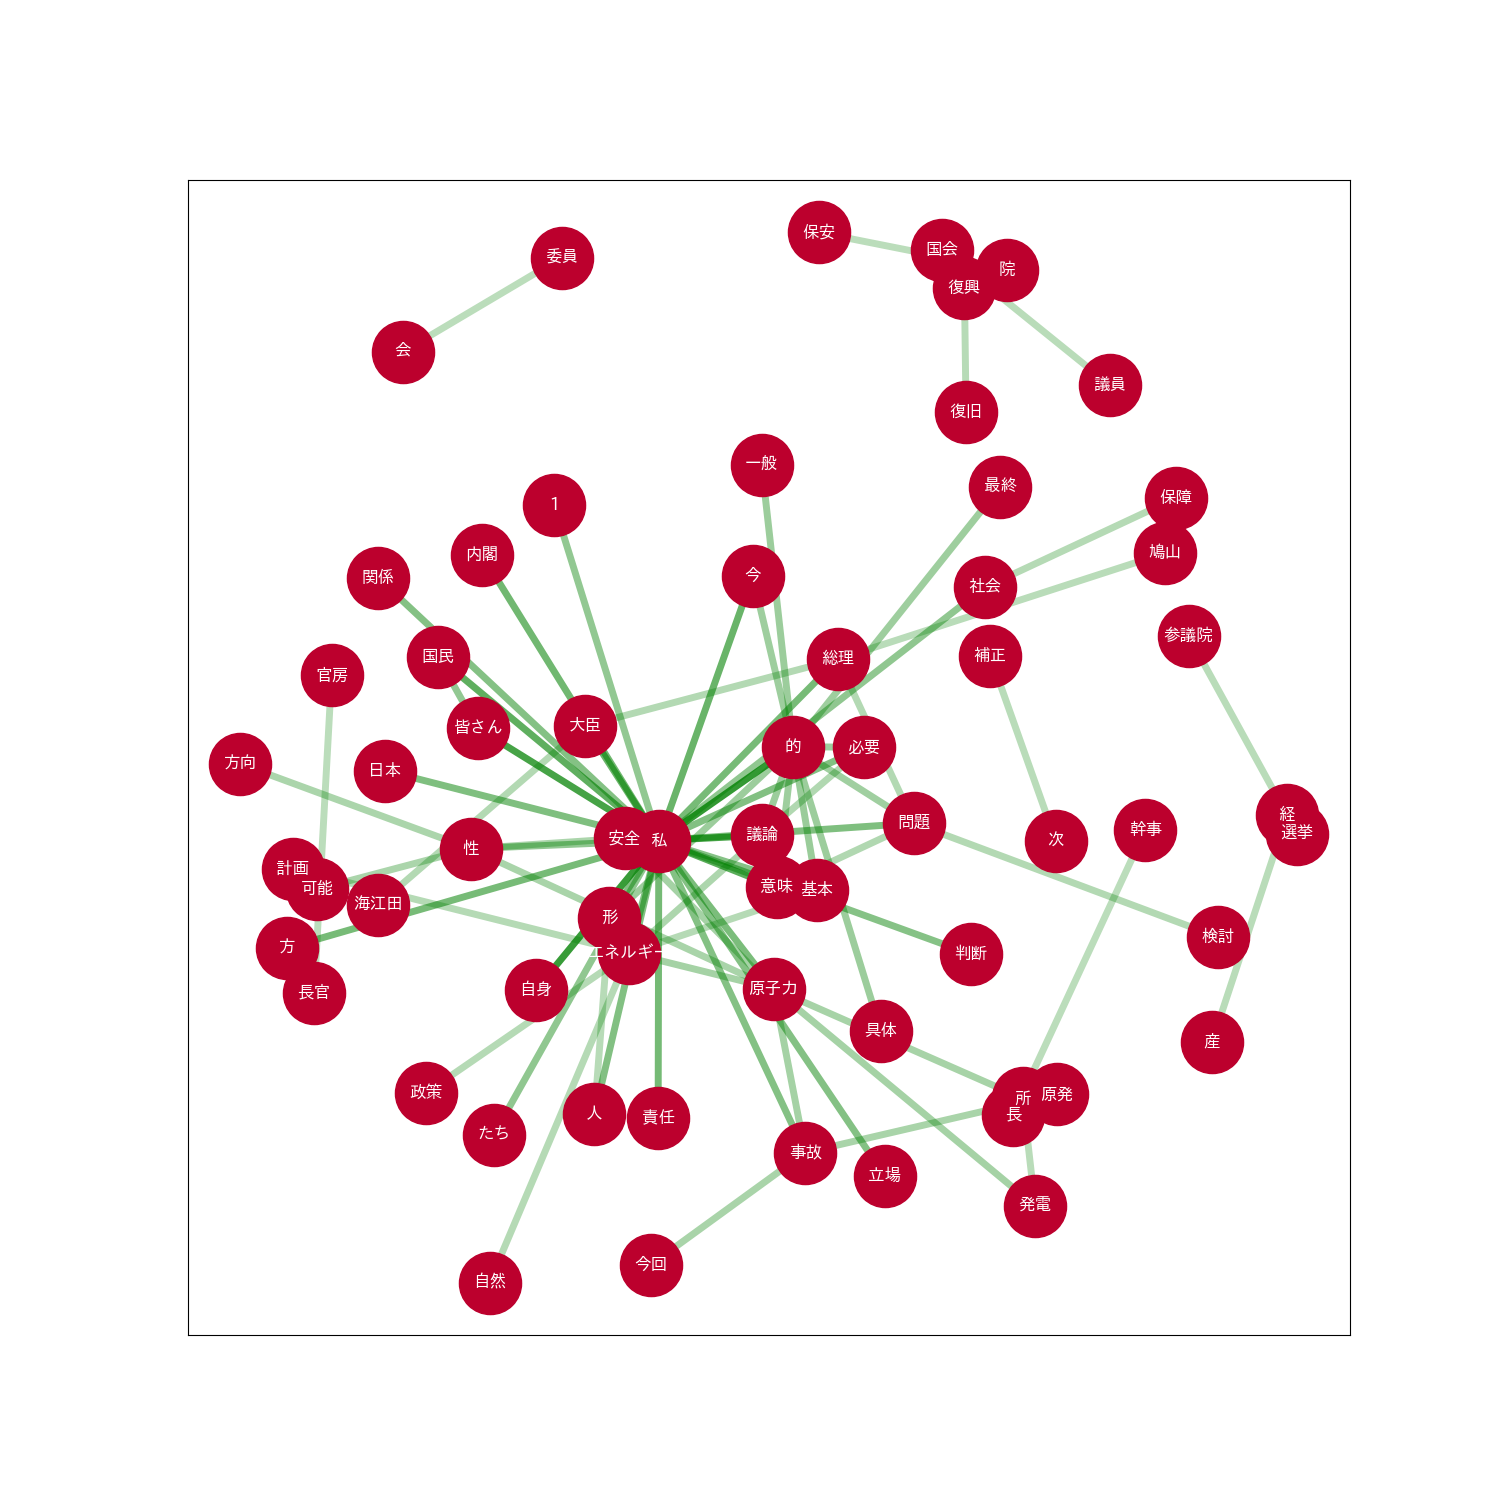 保安
国会
委員
院
復興
会
議員
復旧
一般
最終
保障
1
鳩山
内閣
今
関係
社会
参議院
国民
総理
補正
官房
皆さん
大臣
的
必要
方向
日本
経
問題
選挙
幹事
安全
私
議論
次
性
計画
意味
可能
基本
海江田
形
検討
方
エネルギー
判断
自身
原子力
長官
具体
産
政策
所
原発
長
人
責任
たち
事故
立場
発電
今回
自然